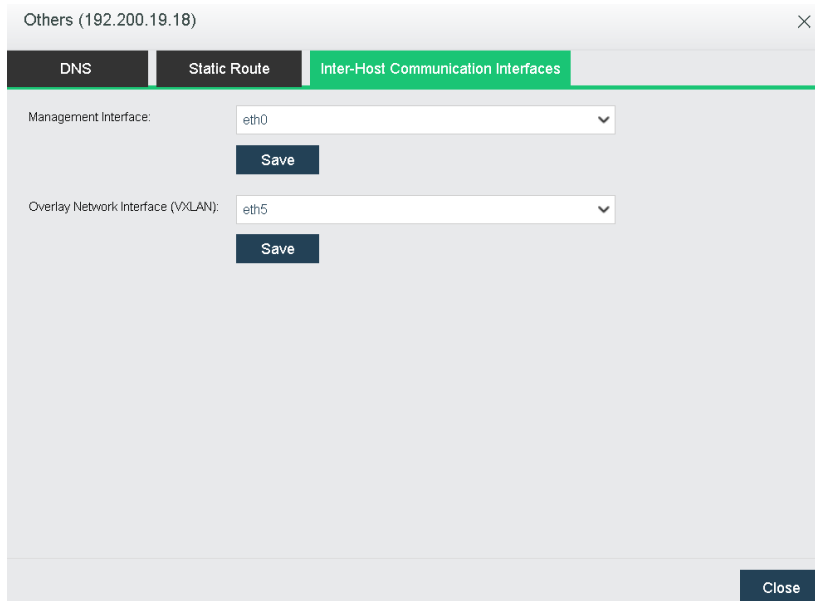 Others (192.200.19.18)
DNS Static Route Inter-Host Communication Interfaces
Management Interface: eth0
Save
Overlay Network Interface (VXLAN): eth5
Save
Close